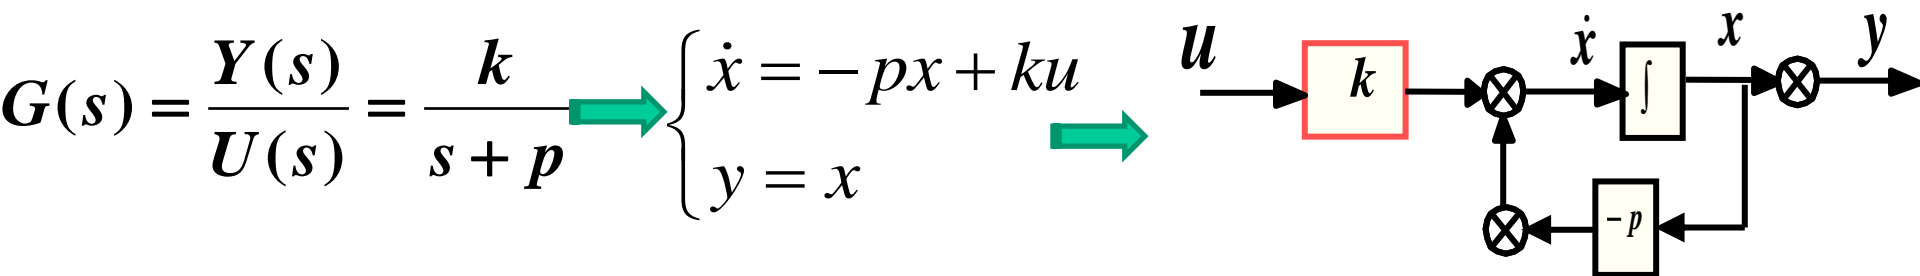 G(s) = Y(s)/U(s) = k/(s + p)
{ ẋ = −px + ku
y = x
u k ẋ ∫ x y
− p